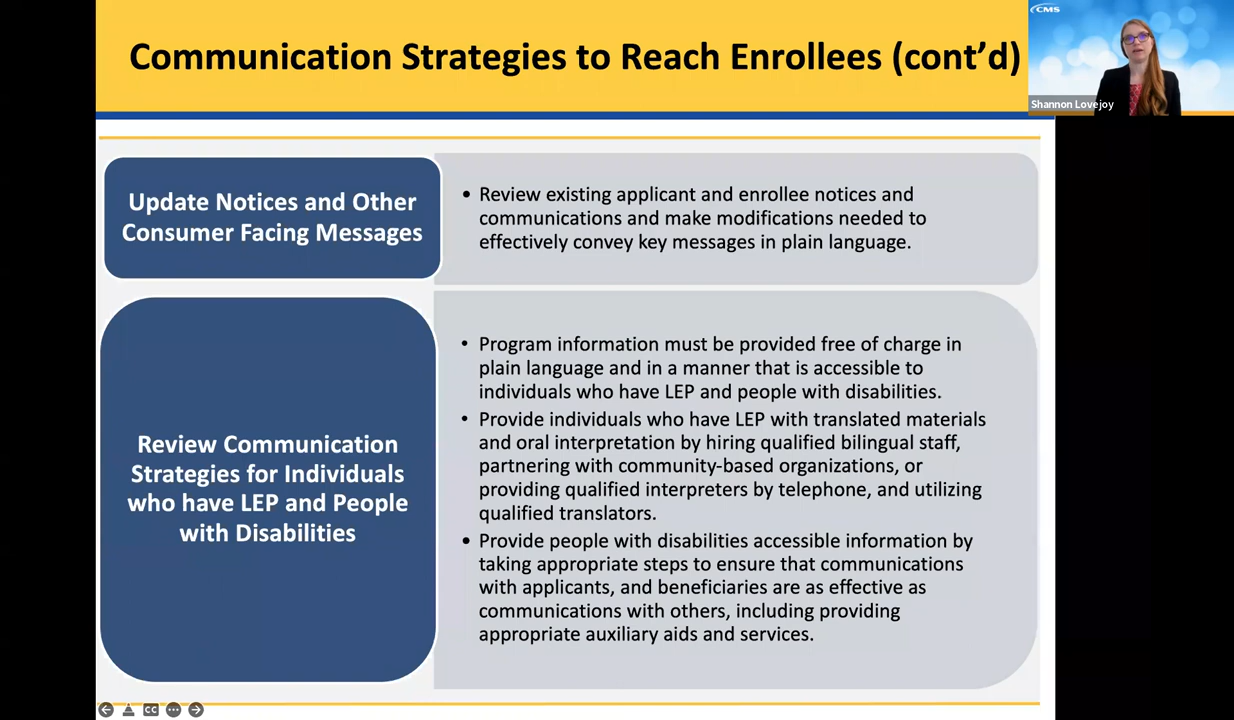 Communication Strategies to Reach Enrollees (cont’d)
CMS
Shannon Lovejoy
Update Notices and Other
Consumer Facing Messages
• Review existing applicant and enrollee notices and
communications and make modifications needed to
effectively convey key messages in plain language.
Review Communication
Strategies for Individuals
who have LEP and People
with Disabilities
• Program information must be provided free of charge in
plain language and in a manner that is accessible to
individuals who have LEP and people with disabilities.
• Provide individuals who have LEP with translated materials
and oral interpretation by hiring qualified bilingual staff,
partnering with community-based organizations, or
providing qualified interpreters by telephone, and utilizing
qualified translators.
• Provide people with disabilities accessible information by
taking appropriate steps to ensure that communications
with applicants, and beneficiaries are as effective as
communications with others, including providing
appropriate auxiliary aids and services.
CC